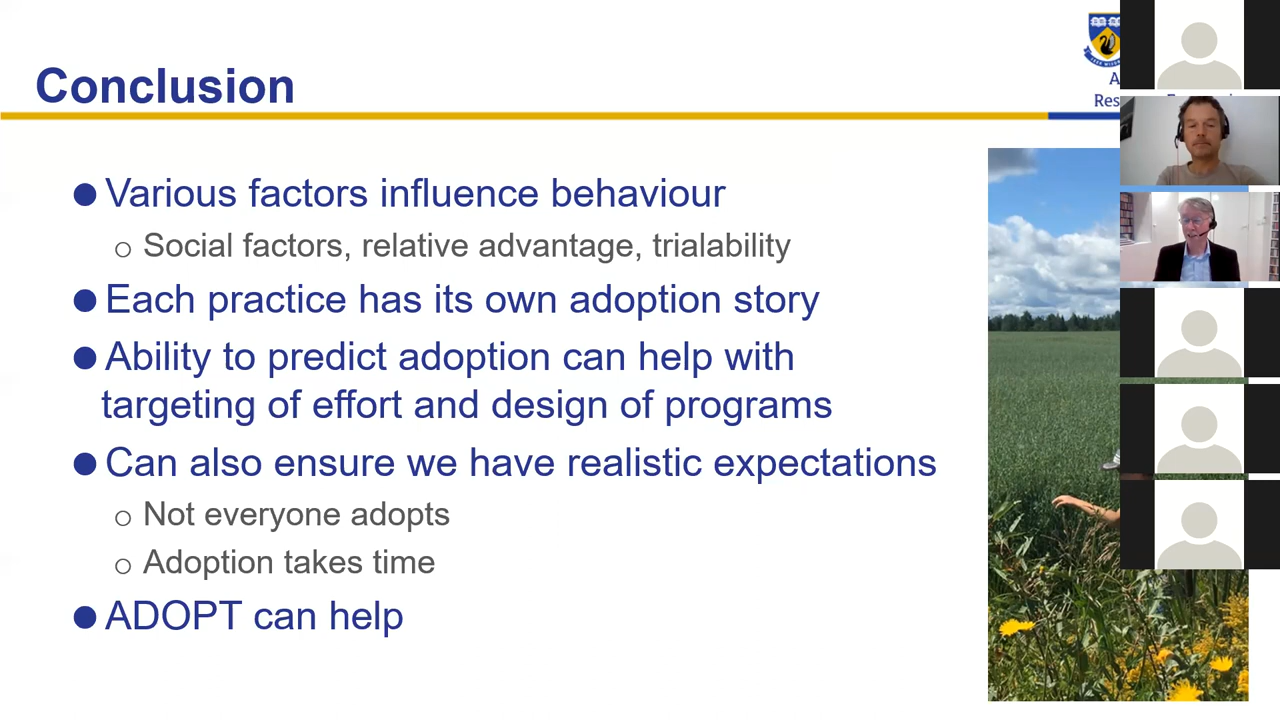 Conclusion
● Various factors influence behaviour
○ Social factors, relative advantage, trialability
● Each practice has its own adoption story
● Ability to predict adoption can help with
targeting of effort and design of programs
● Can also ensure we have realistic expectations
○ Not everyone adopts
○ Adoption takes time
● ADOPT can help